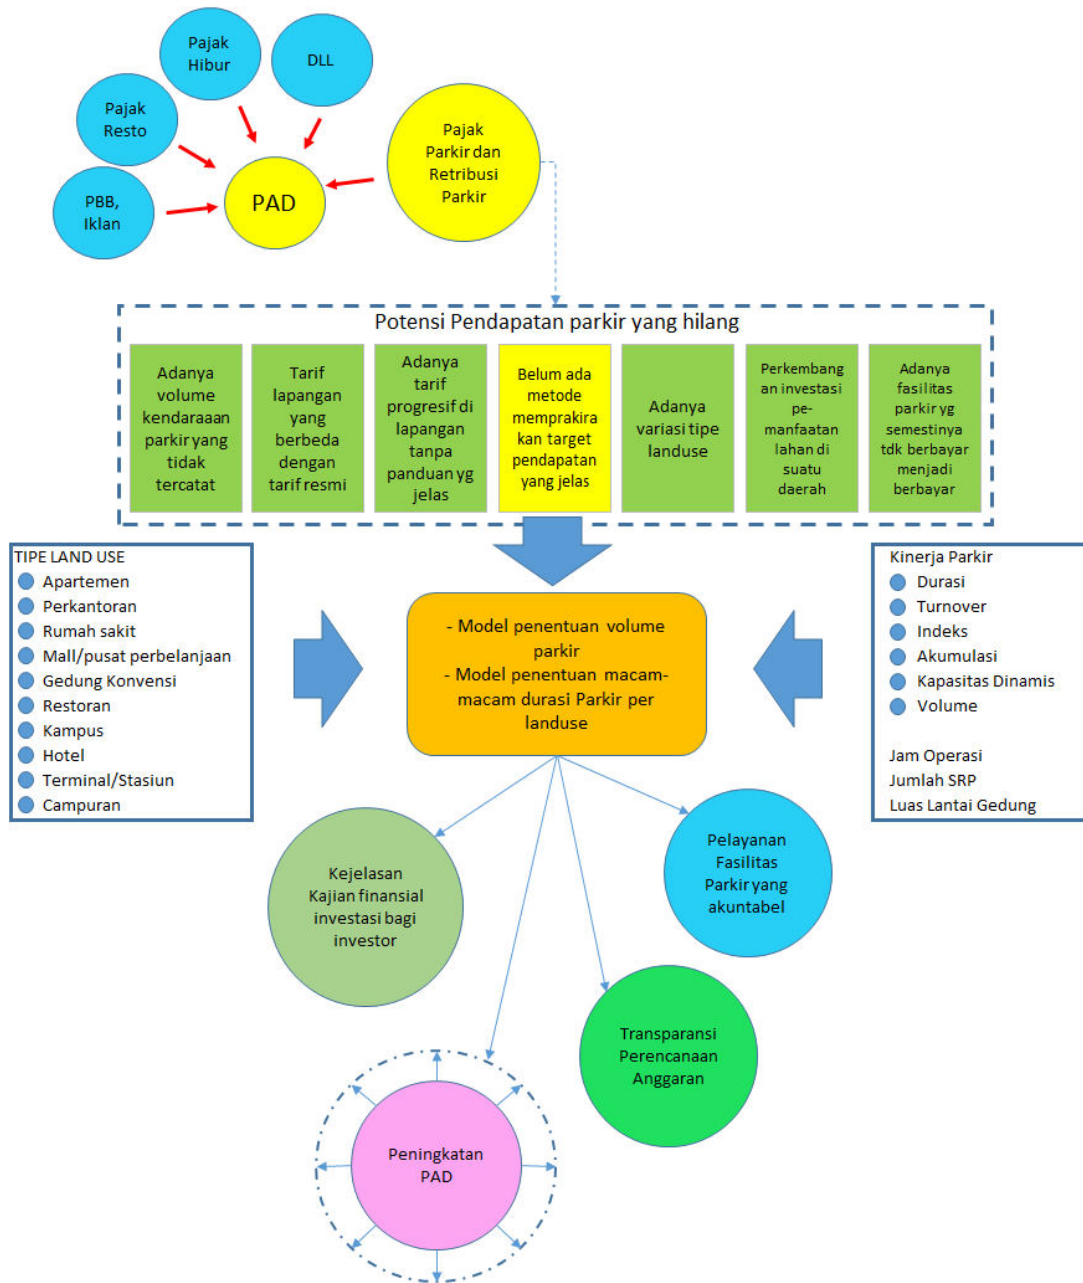 Pajak
Hibur
DLL
Pajak
Resto
Pajak
Parkir dan
Retribusi
Parkir
PBB,
Iklan
PAD
Potensi Pendapatan parkir yang hilang
Adanya
volume
kendaraaan
parkir yang
tidak
tercatat
Tarif
lapangan
yang
berbeda
dengan
tarif resmi
Adanya
tarif
progresif di
lapangan
tanpa
panduan yg
jelas
Belum ada
metode
memprakira
kan target
pendapatan
yang jelas
Adanya
variasi tipe
landuse
Perkembang
an investasi
pe-
manfaatan
lahan di
suatu
daerah
Adanya
fasilitas
parkir yg
semestinya
tdk berbayar
menjadi
berbayar
TIPE LAND USE
Apartemen
Perkantoran
Rumah sakit
Mall/pusat perbelanjaan
Gedung Konvensi
Restoran
Kampus
Hotel
Terminal/Stasiun
Campuran
- Model penentuan volume
parkir
- Model penentuan macam-
macam durasi Parkir per
landuse
Kinerja Parkir
Durasi
Turnover
Indeks
Akumulasi
Kapasitas Dinamis
Volume
Jam Operasi
Jumlah SRP
Luas Lantai Gedung
Kejelasan
Kajian finansial
investasi bagi
investor
Pelayanan
Fasilitas
Parkir yang
akuntabel
Transparansi
Perencanaan
Anggaran
Peningkatan
PAD